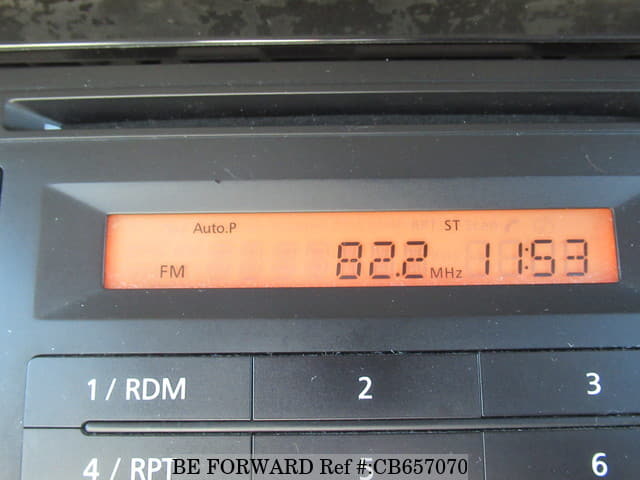 Auto.P ST
FM 82.2 MHz 11:53
1 / RDM 2 3
4 / RPT 5 6
BE FORWARD Ref #:CB657070